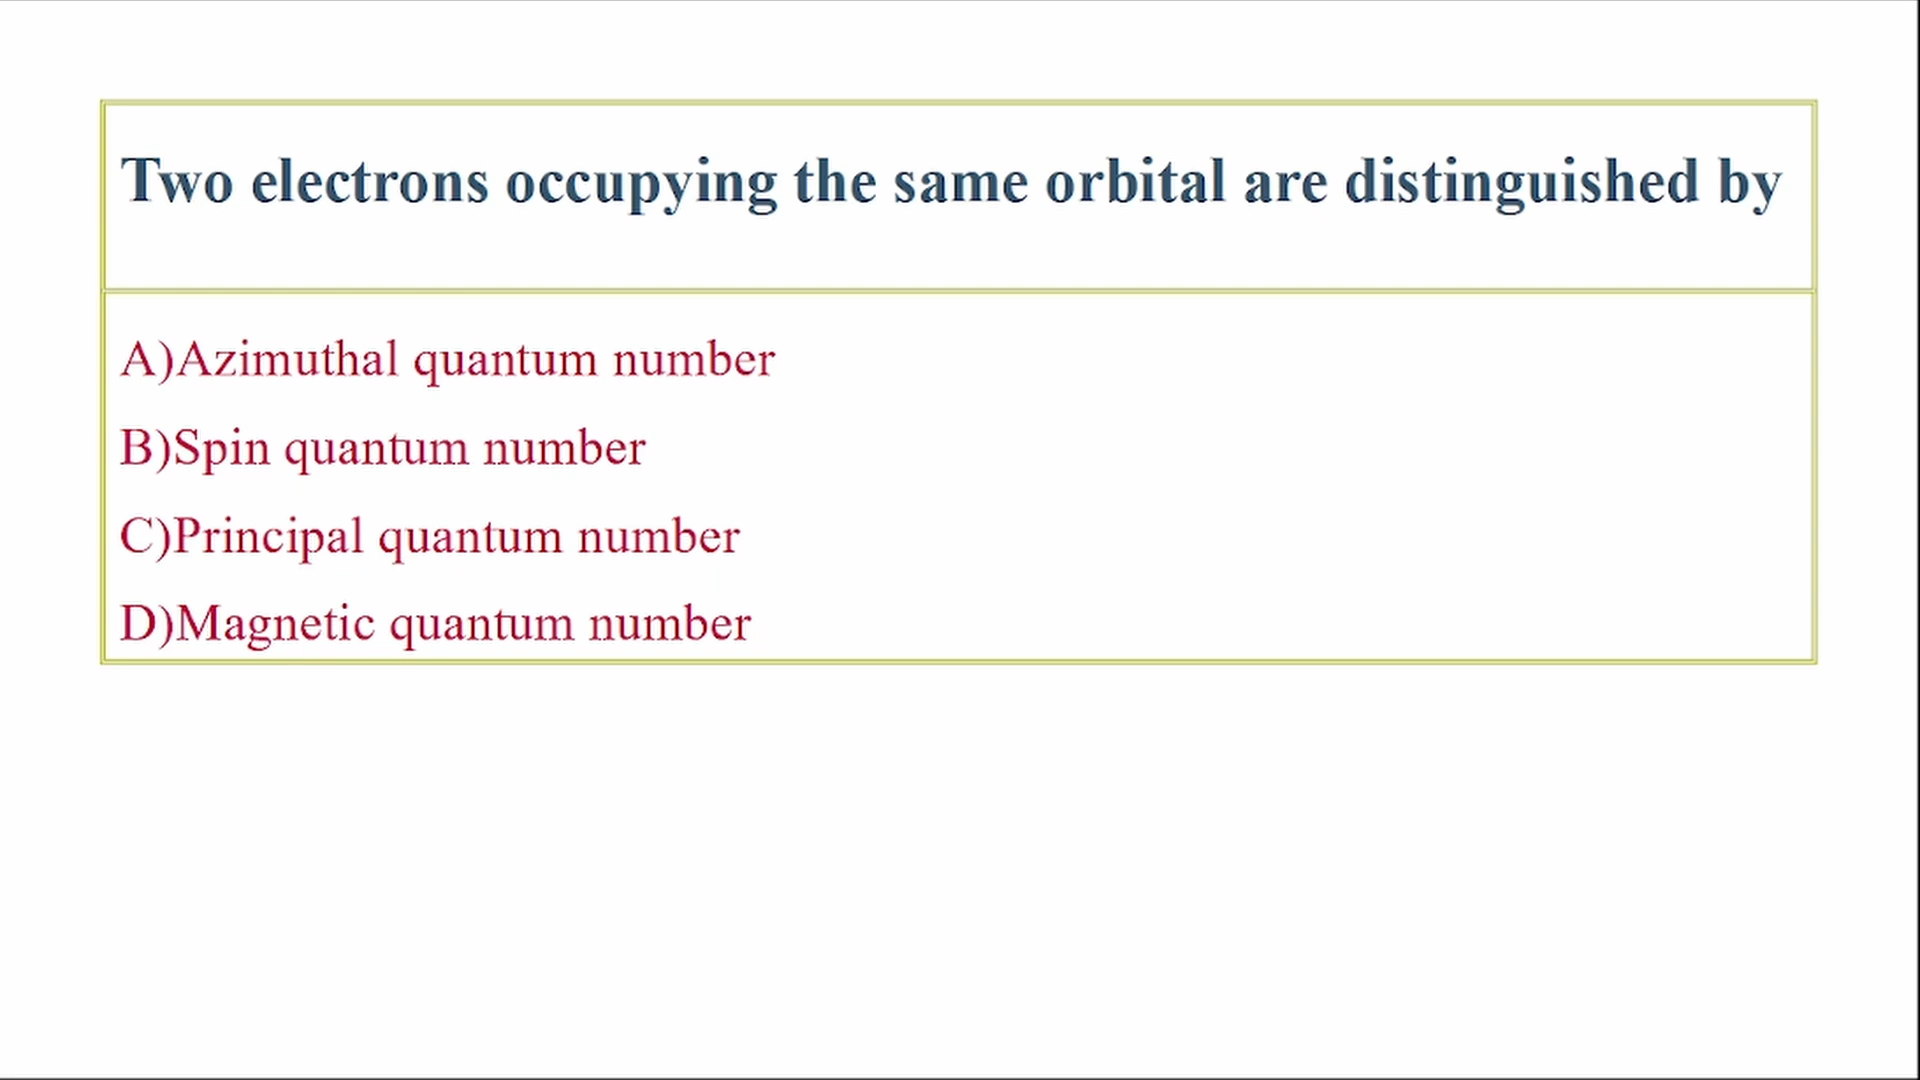 Two electrons occupying the same orbital are distinguished by
A)Azimuthal quantum number
B)Spin quantum number
C)Principal quantum number
D)Magnetic quantum number